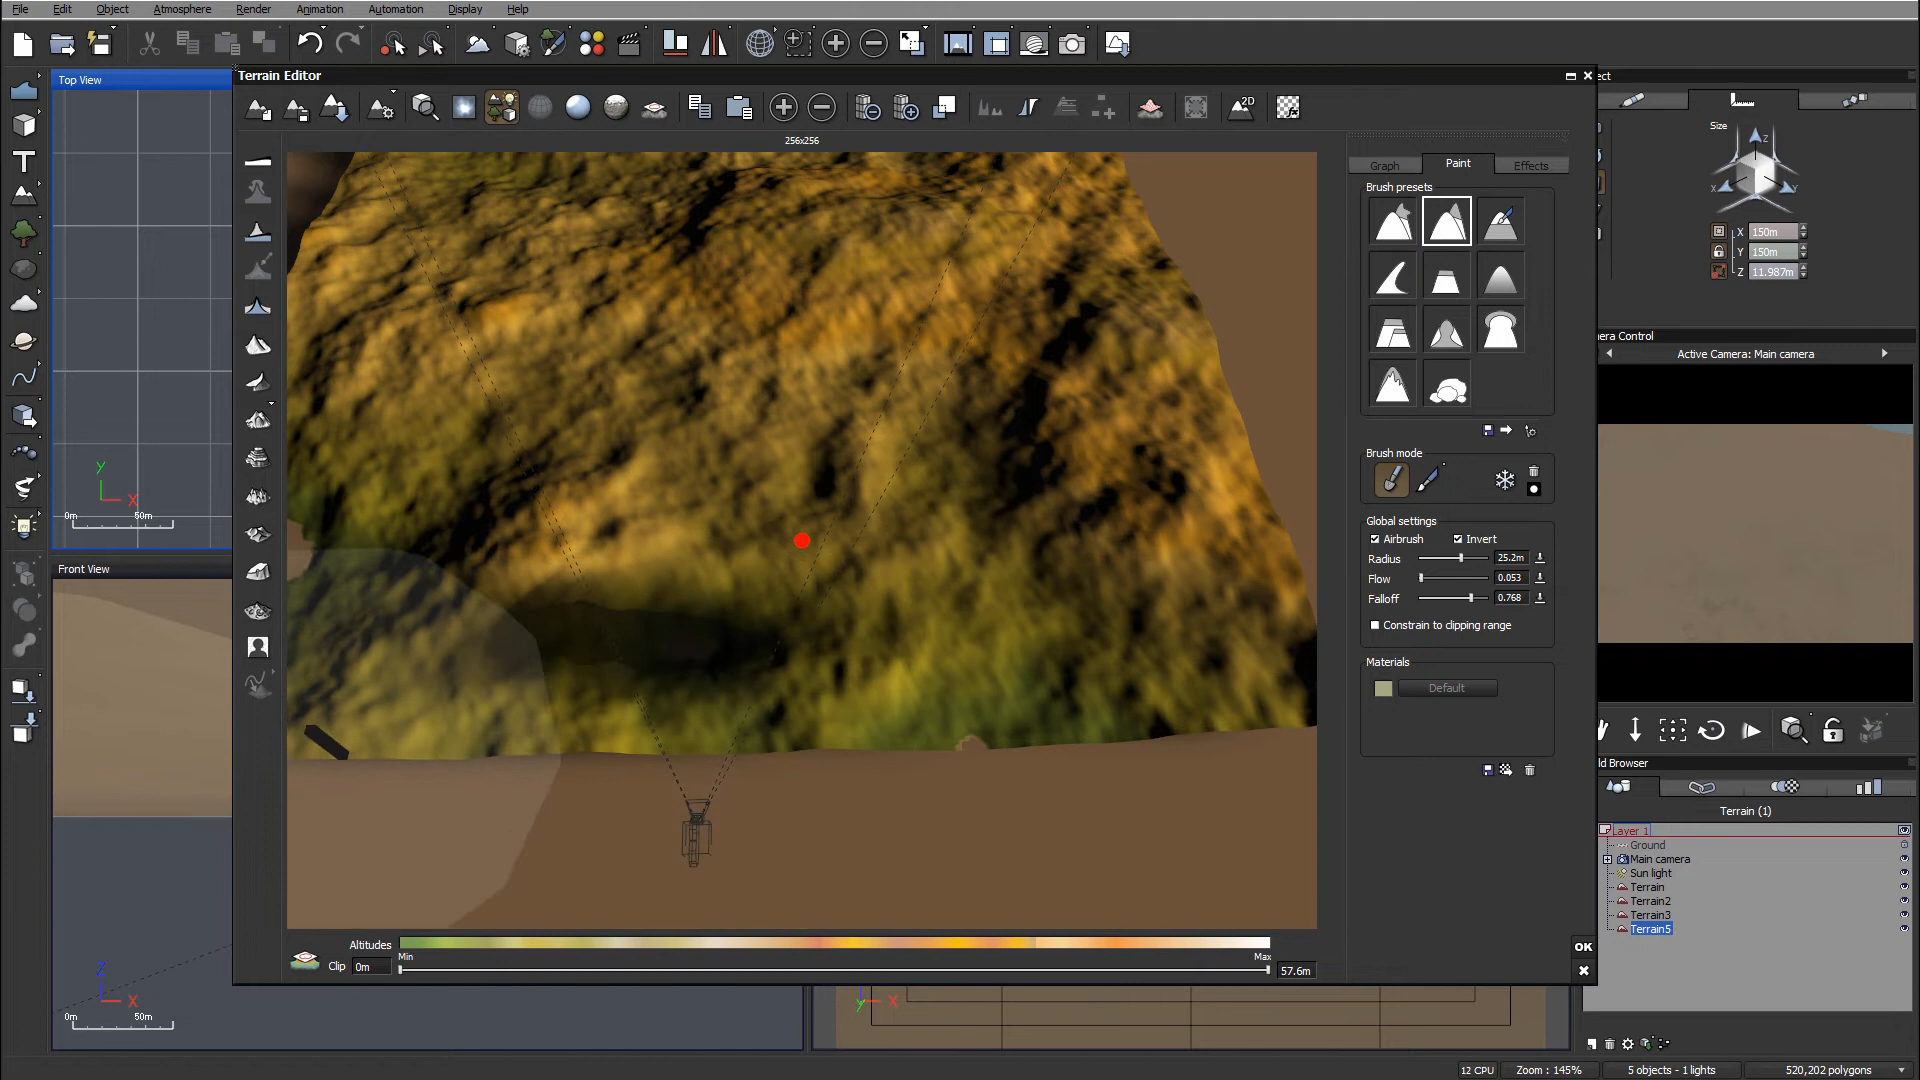 File Edit Object Atmosphere Render Animation Automation Display Help
Top View
Terrain Editor
ect
2D
256x256
Graph Paint Effects
Size
Z
X Y
Brush presets
X 150m
Y 150m
Z 11.987m
era Control
Active Camera: Main camera
Y
X
0m 50m
Brush mode
Global settings
Airbrush Invert
Radius 25.2m
Flow 0.053
Falloff 0.768
Constrain to clipping range
Front View
Materials
Default
ld Browser
Terrain (1)
Layer 1
Ground
Main camera
Sun light
Terrain
Terrain2
Terrain3
Terrain5
Altitudes
Min Max
Clip 0m 57.6m
OK
Z
X
0m 50m
Y X
12 CPU Zoom : 145% 5 objects - 1 lights 520,202 polygons